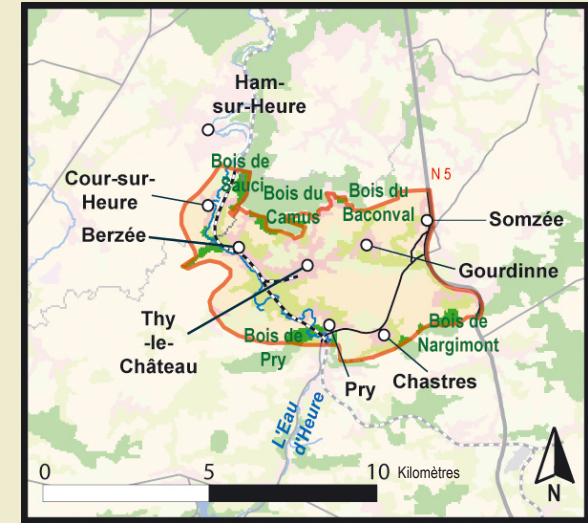 Ham-
sur-Heure
Bois de
Sauci
Cour-sur-
Heure
Bois du
Camus
Bois du
Baconval
N 5
Berzée
Somzée
Gourdinne
Thy
-le-
Château
Bois de
Pry
Bois de
Nargimont
Pry
Chastres
L'Eau
d'Heure
0 5 10 Kilomètres
N